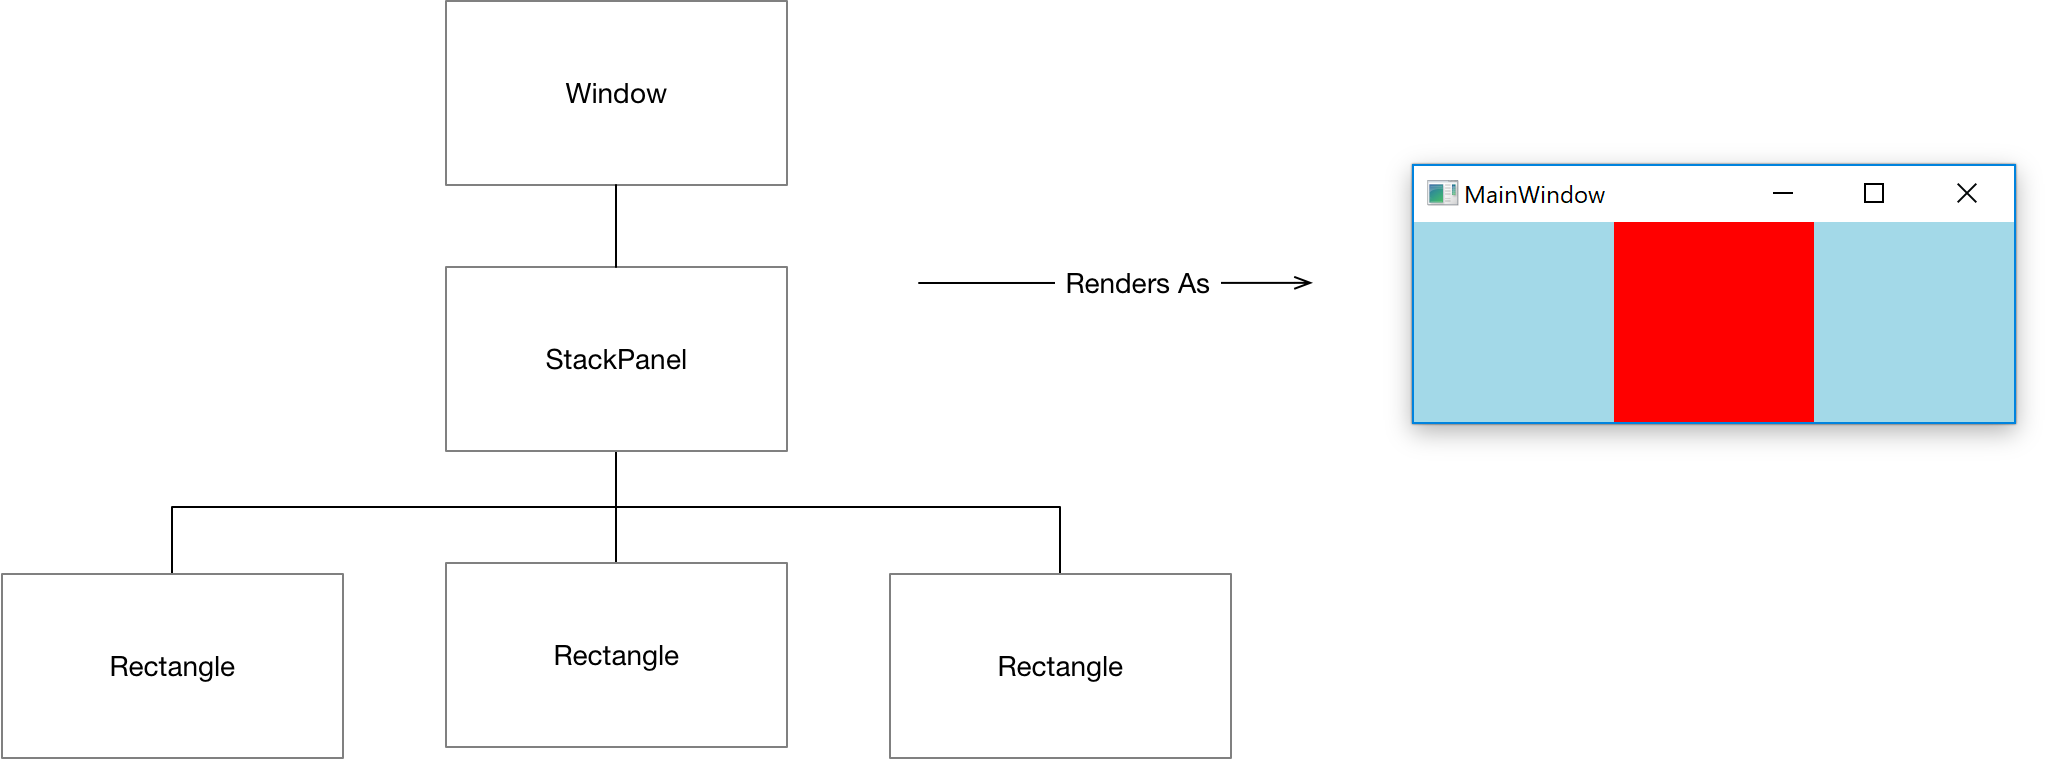 Window
MainWindow
Renders As
StackPanel
Rectangle
Rectangle
Rectangle